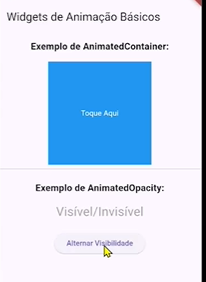 Widgets de Animação Básicos
Exemplo de AnimatedContainer:
Toque Aqui
Exemplo de AnimatedOpacity:
Visível/Invisível
Alternar Visibilidade